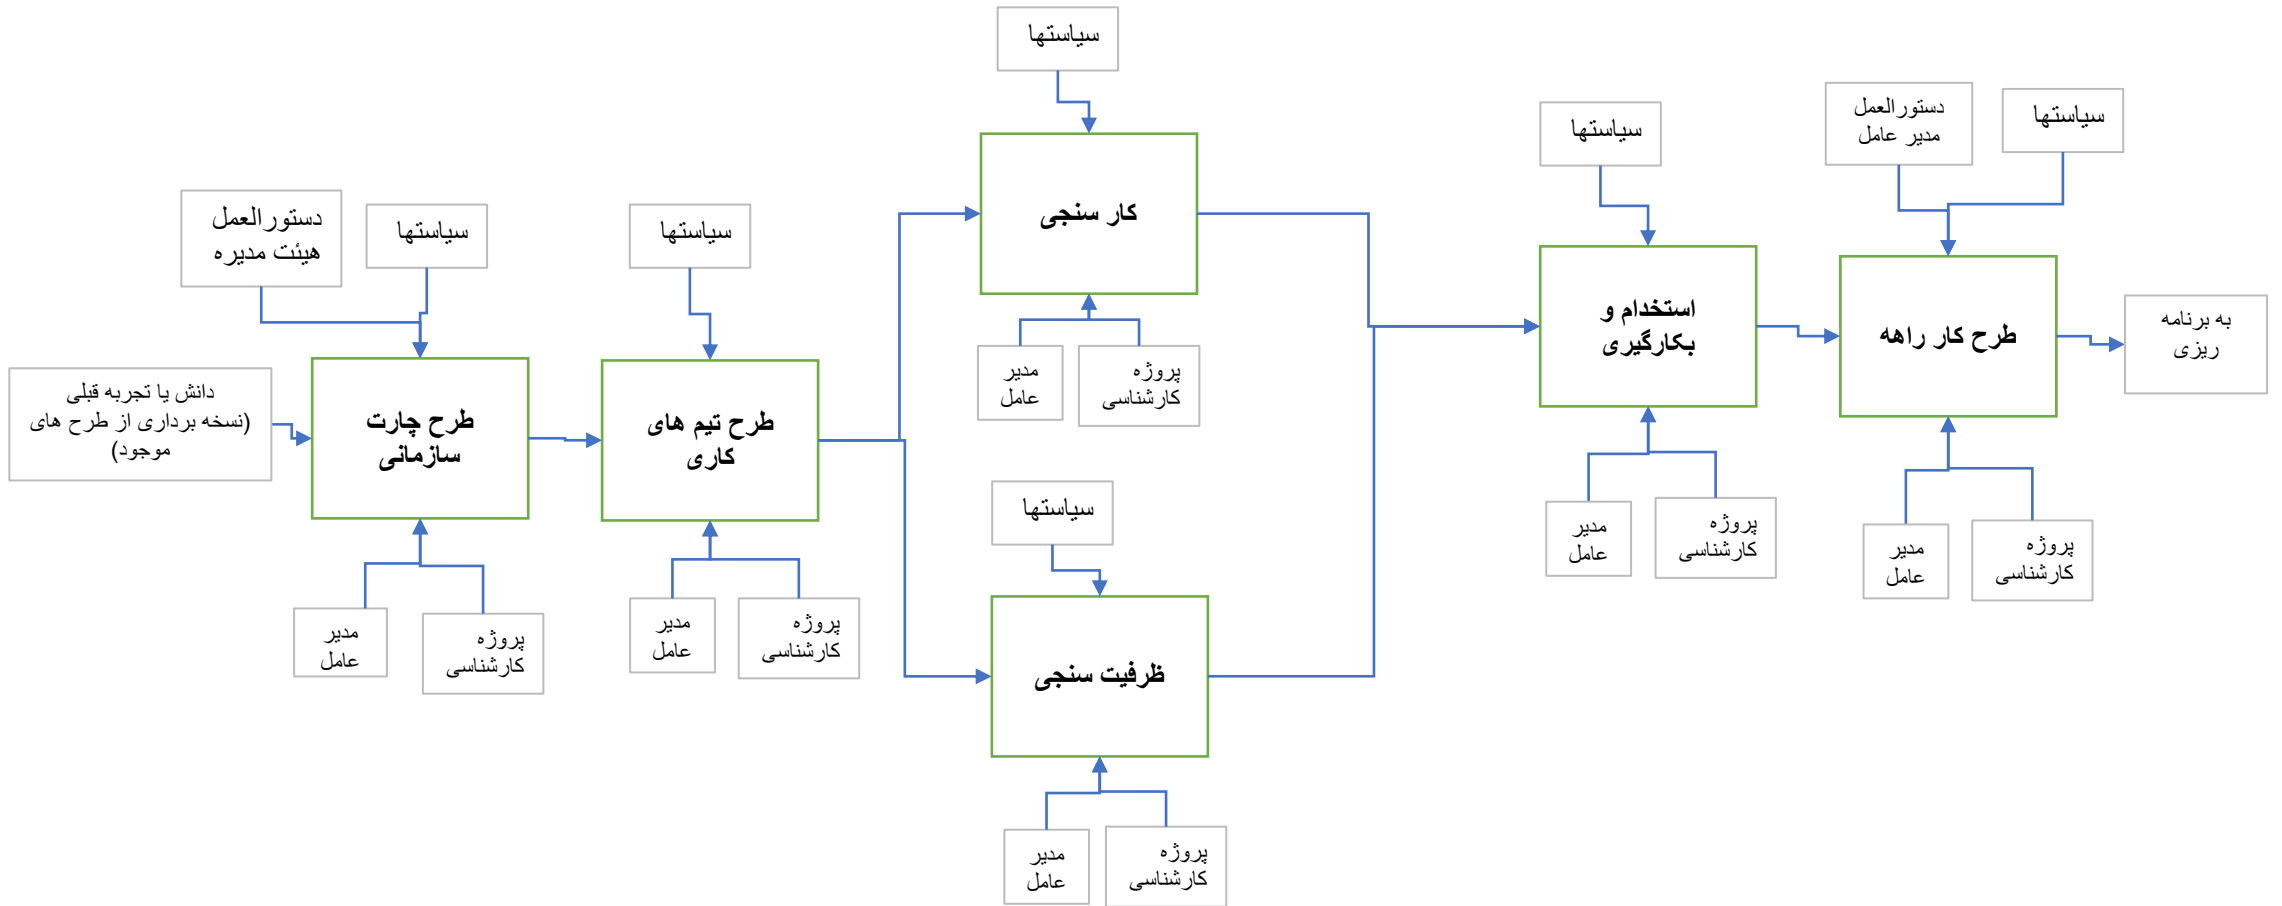 سیاستها
دستورالعمل
مدیر عامل
سیاستها
سیاستها
دستورالعمل
هیئت مدیره
سیاستها
سیاستها
کار سنجی
استخدام و
بکارگیری
طرح کار راهه
به برنامه
ریزی
دانش یا تجربه قبلی
(نسخه برداری از طرح های
موجود)
طرح چارت
سازمانی
طرح تیم های
کاری
مدیر
عامل
پروژه
کارشناسی
سیاستها
مدیر
عامل
پروژه
کارشناسی
مدیر
عامل
پروژه
کارشناسی
مدیر
عامل
پروژه
کارشناسی
مدیر
عامل
پروژه
کارشناسی
ظرفیت سنجی
مدیر
عامل
پروژه
کارشناسی